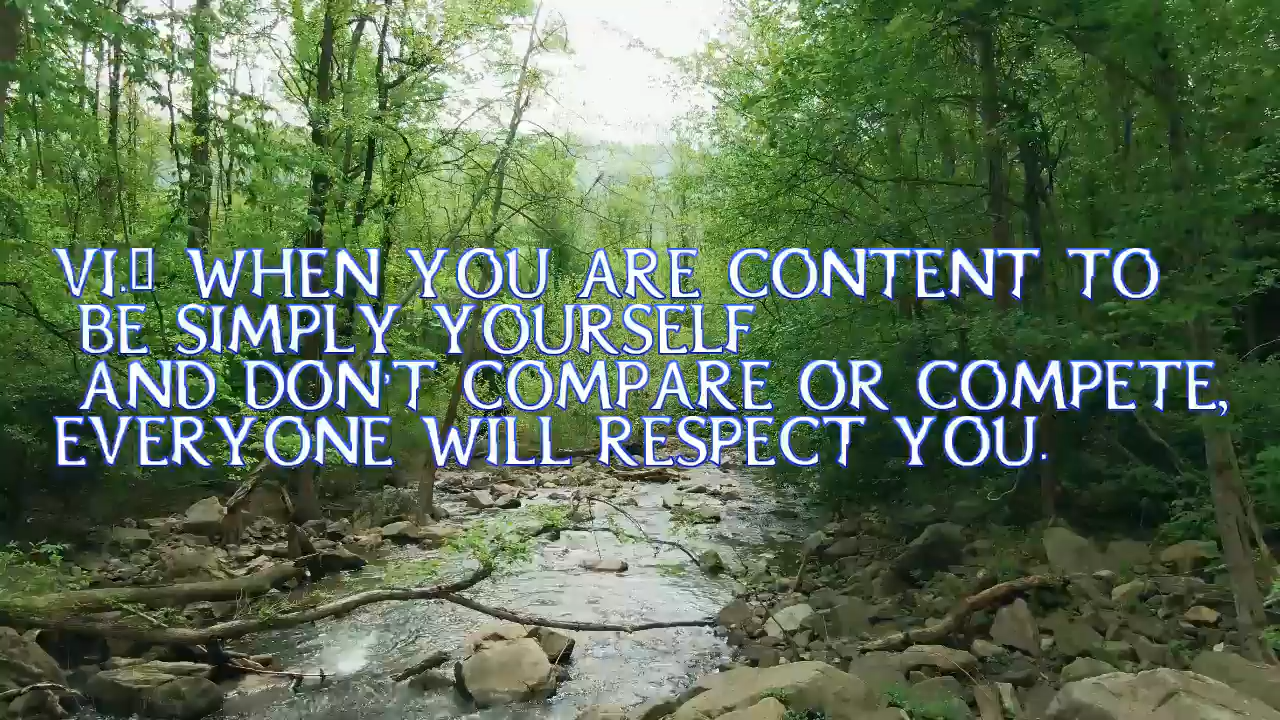 VI.▯ WHEN YOU ARE CONTENT TO
BE SIMPLY YOURSELF
AND DON'T COMPARE OR COMPETE,
EVERYONE WILL RESPECT YOU.